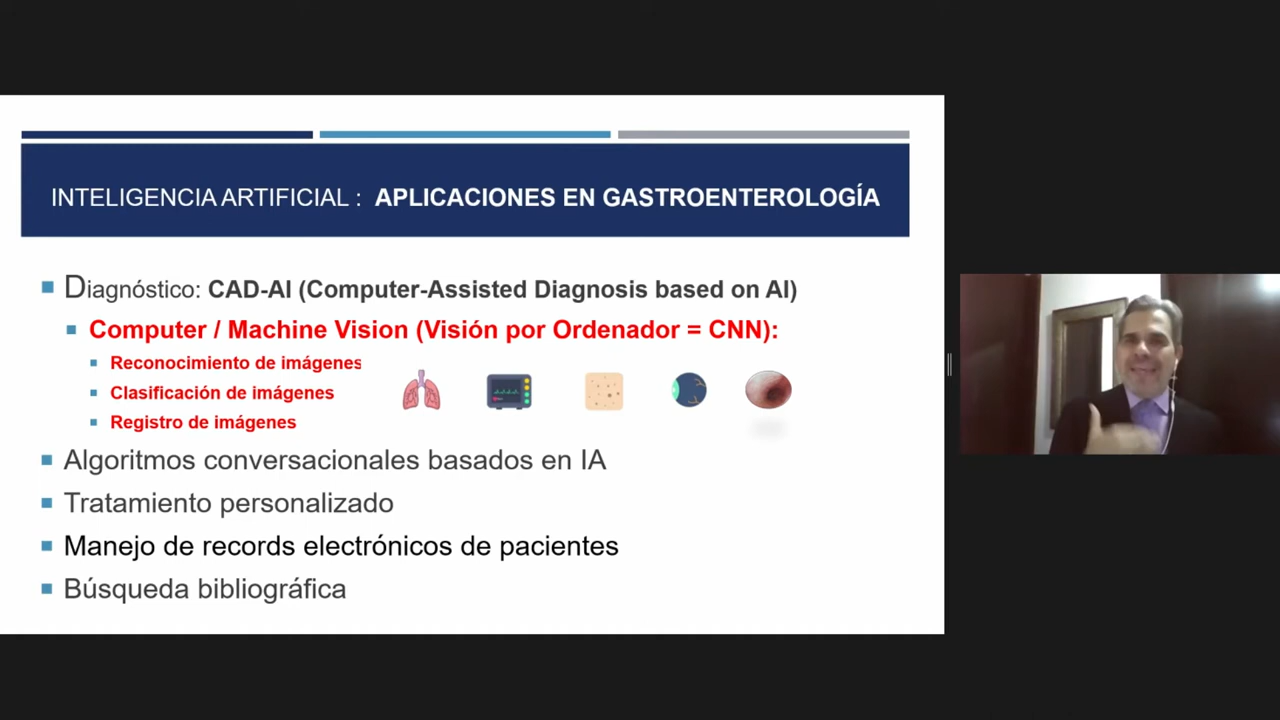 INTELIGENCIA ARTIFICIAL : APLICACIONES EN GASTROENTEROLOGÍA
Diagnóstico: CAD-AI (Computer-Assisted Diagnosis based on AI)
Computer / Machine Vision (Visión por Ordenador = CNN):
Reconocimiento de imágenes
Clasificación de imágenes
Registro de imágenes
Algoritmos conversacionales basados en IA
Tratamiento personalizado
Manejo de records electrónicos de pacientes
Búsqueda bibliográfica